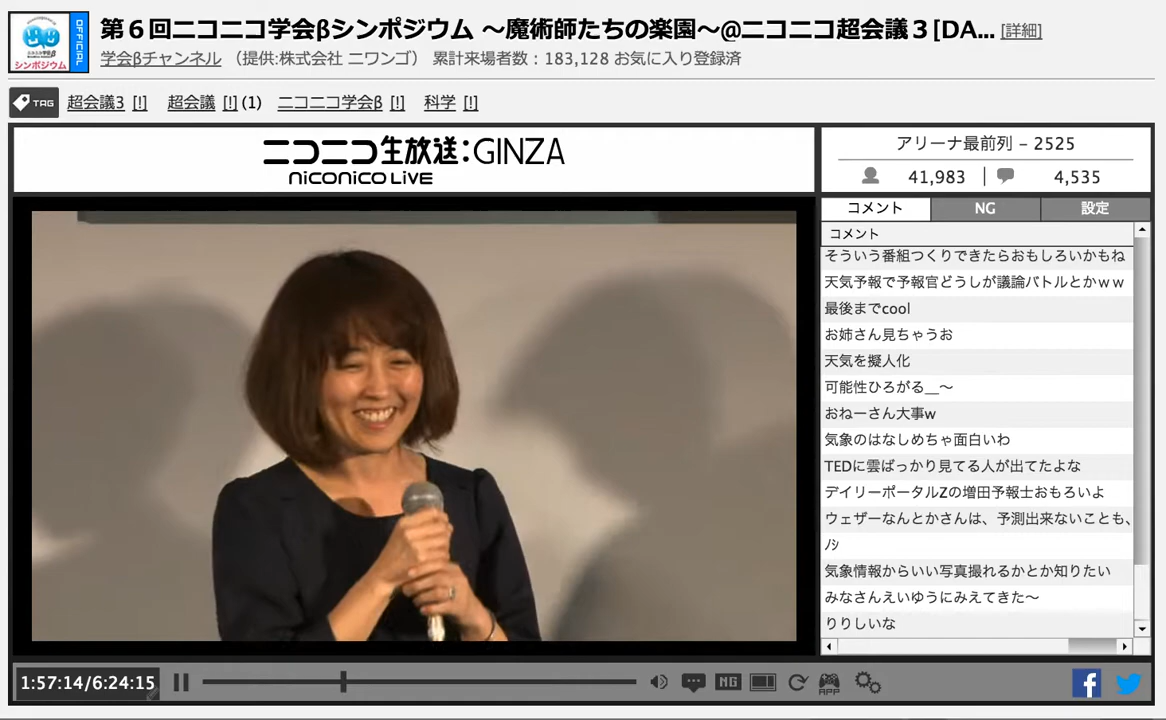 OFFICIAL
シンポジウム
第６回ニコニコ学会βシンポジウム ～魔術師たちの楽園～@ニコニコ超会議３[DA... [詳細]
学会βチャンネル （提供:株式会社 ニワンゴ） 累計来場者数：183,128 お気に入り登録済
TAG 超会議3 [!] 超会議 [!](1) ニコニコ学会β [!] 科学 [!]
ニコニコ生放送:GINZA
niconico Live
アリーナ最前列 − 2525
41,983 | 4,535
コメント NG 設定
コメント
そういう番組つくりできたらおもしろいかもね
天気予報で予報官どうしが議論バトルとかｗｗ
最後までcool
お姉さん見ちゃうお
天気を擬人化
可能性ひろがる＿〜
おねーさん大事w
気象のはなしめちゃ面白いわ
TEDに雲ばっかり見てる人が出てたよな
デイリーポータルZの増田予報士おもろいよ
ウェザーなんとかさんは、予測出来ないことも、
ﾉｼ
気象情報からいい写真撮れるかとか知りたい
みなさんえいゆうにみえてきた〜
りりしいな
1:57:14/6:24:15
NG
APP